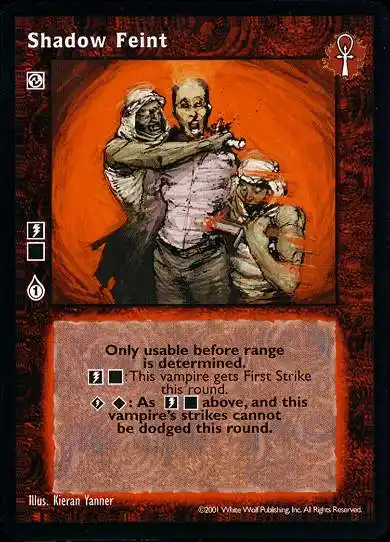 Shadow Feint
1
Only usable before range
is determined.
:This vampire gets First Strike
this round.
: As above, and this
vampire's strikes cannot
be dodged this round.
Illus. Kieran Yanner
©2001 White Wolf Publishing, Inc. All Rights Reserved.